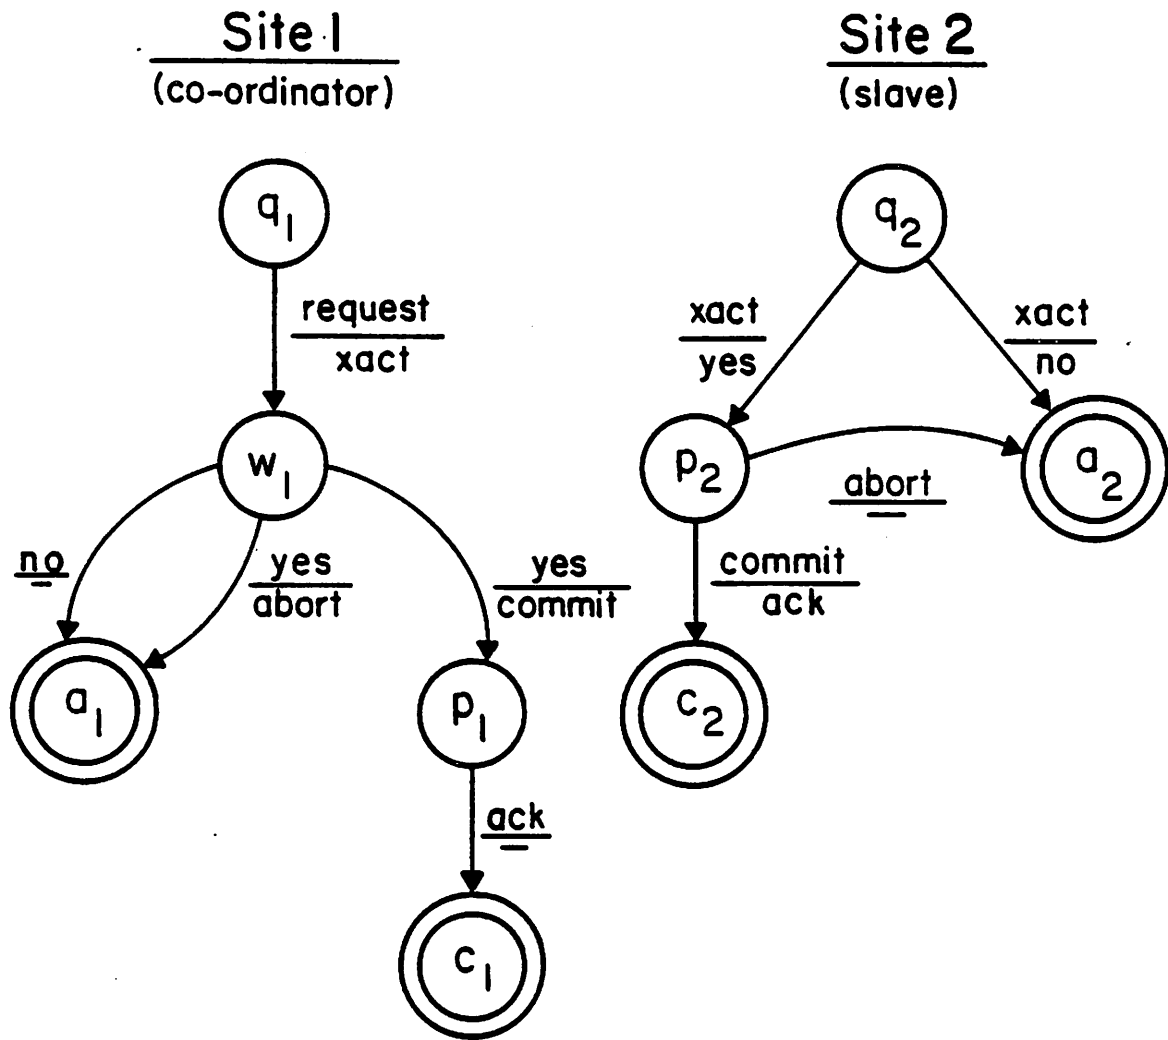 Site 1
(co-ordinator)
Site 2
(slave)
q1
q2
request
xact
xact
yes
xact
no
w1
p2
a2
abort
—
no
—
yes
abort
yes
commit
commit
ack
a1
p1
c2
ack
—
c1